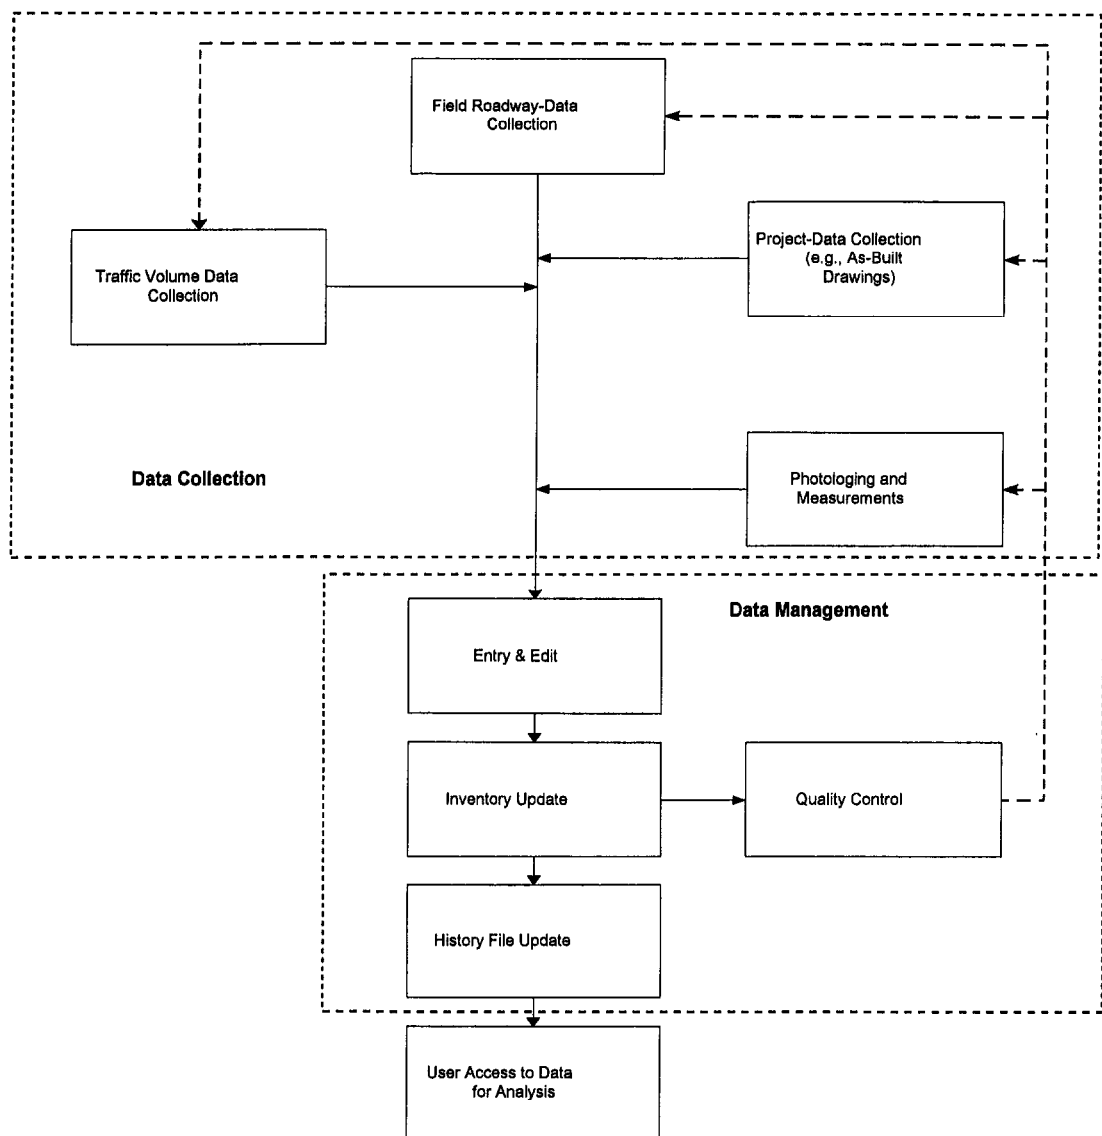 Field Roadway-Data
Collection
Project-Data Collection
(e.g., As-Built
Drawings)
Traffic Volume Data
Collection
Data Collection
Photologing and
Measurements
Data Management
Entry & Edit
Inventory Update
Quality Control
History File Update
User Access to Data
for Analysis